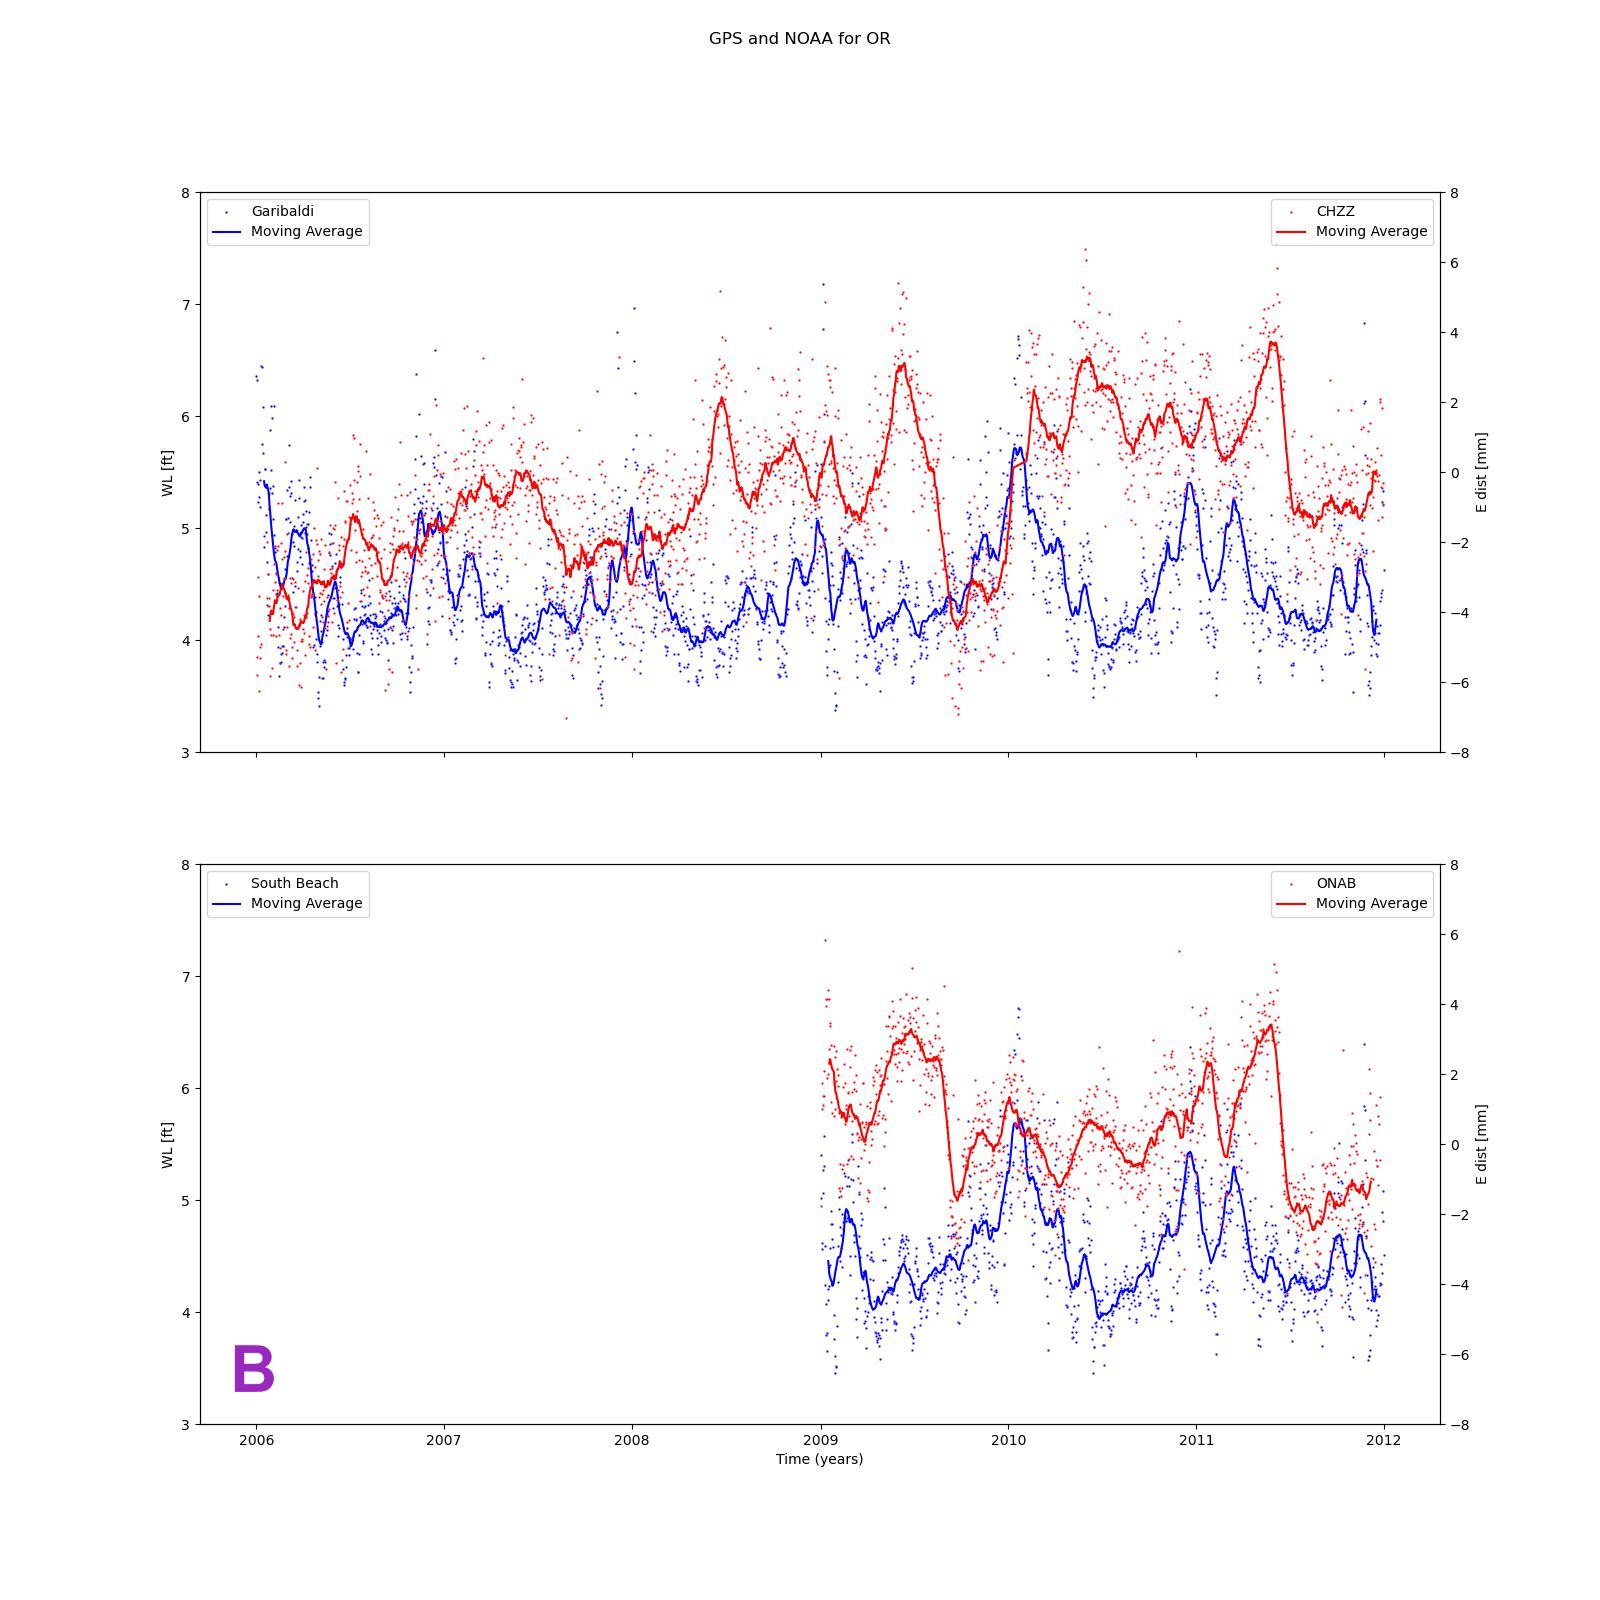 GPS and NOAA for OR
Garibaldi
Moving Average
CHZZ
Moving Average
8
7
6
5
4
3
WL [ft]
8
6
4
2
0
−2
−4
−6
−8
E dist [mm]
South Beach
Moving Average
ONAB
Moving Average
8
7
6
5
4
3
WL [ft]
8
6
4
2
0
−2
−4
−6
−8
E dist [mm]
B
2006 2007 2008 2009 2010 2011 2012
Time (years)